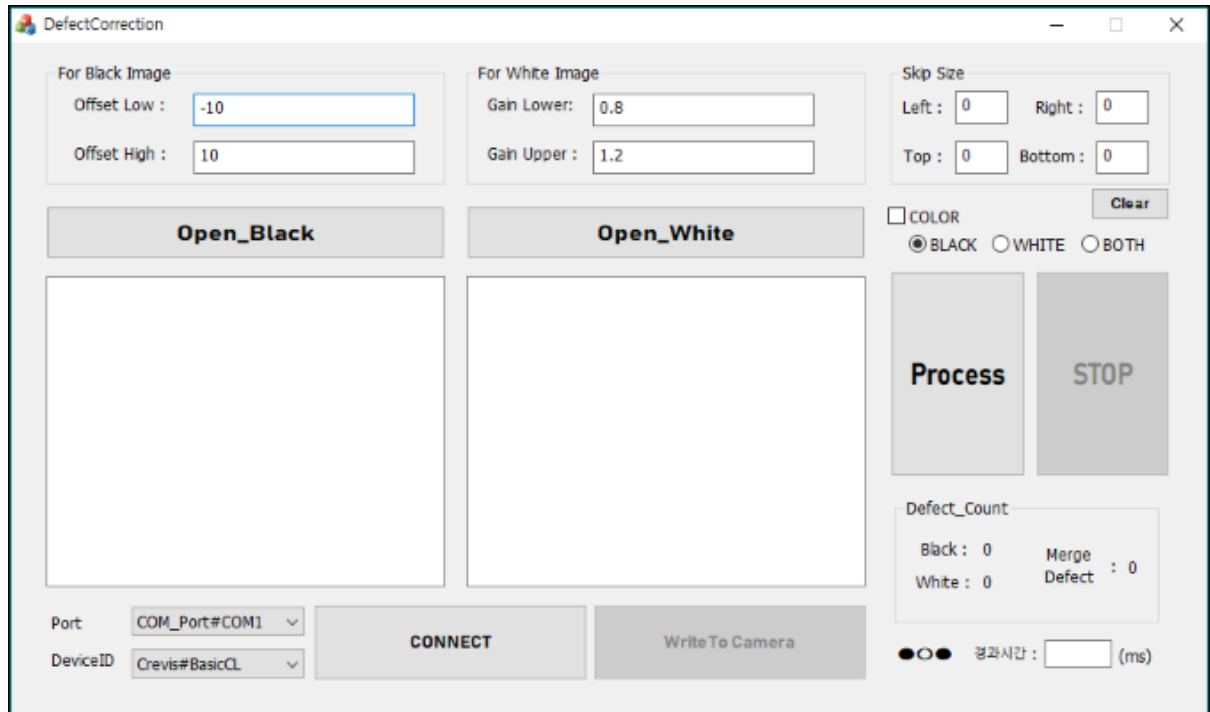 DefectCorrection
For Black Image
Offset Low :
-10
Offset High :
10
For White Image
Gain Lower:
0.8
Gain Upper :
1.2
Skip Size
Left : 0 Right : 0
Top : 0 Bottom : 0
Clear
Open_Black
Open_White
COLOR
BLACK WHITE BOTH
Process
STOP
Defect_Count
Black : 0
White : 0
Merge
Defect : 0
Port
COM_Port#COM1
DeviceID
Crevis#BasicCL
CONNECT
WriteToCamera
경과시간 : (ms)